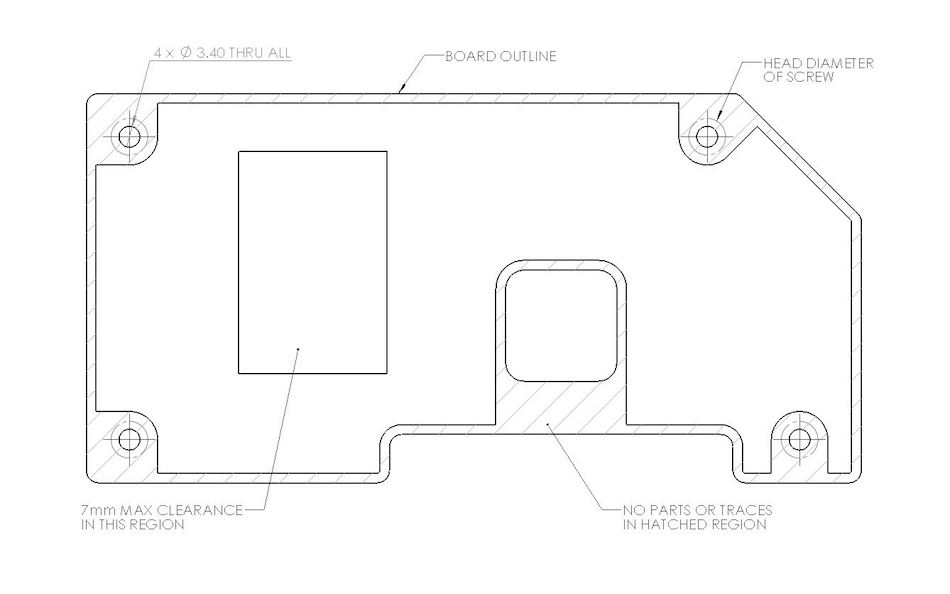 4 x Ø 3.40 THRU ALL
BOARD OUTLINE
HEAD DIAMETER
OF SCREW
7mm MAX CLEARANCE
IN THIS REGION
NO PARTS OR TRACES
IN HATCHED REGION